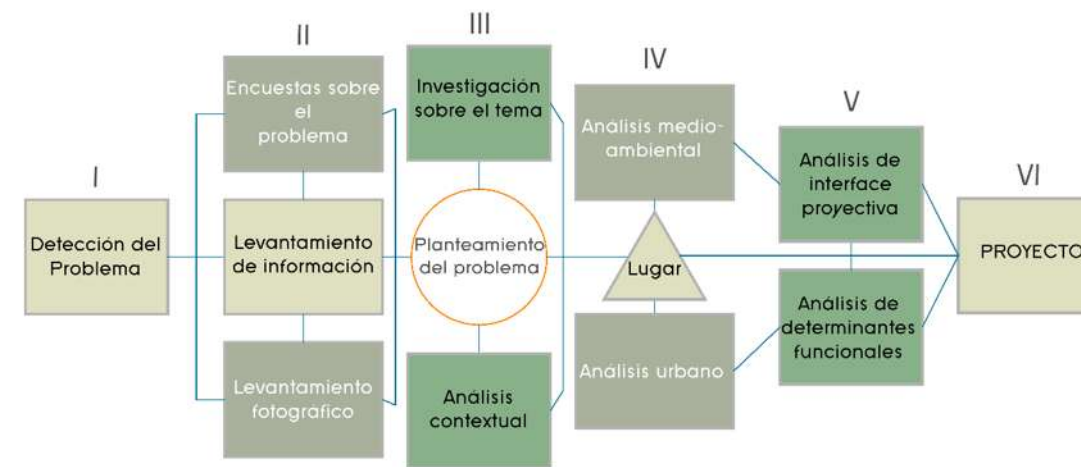 I
Detección del
Problema
II
Encuestas sobre
el
problema
Levantamiento
de información
Levantamiento
fotográfico
III
Investigación
sobre el tema
Planteamiento
del problema
Análisis
contextual
IV
Análisis medio-
ambiental
Lugar
Análisis urbano
V
Análisis de
interface
proyectiva
Análisis de
determinantes
funcionales
VI
PROYECTO